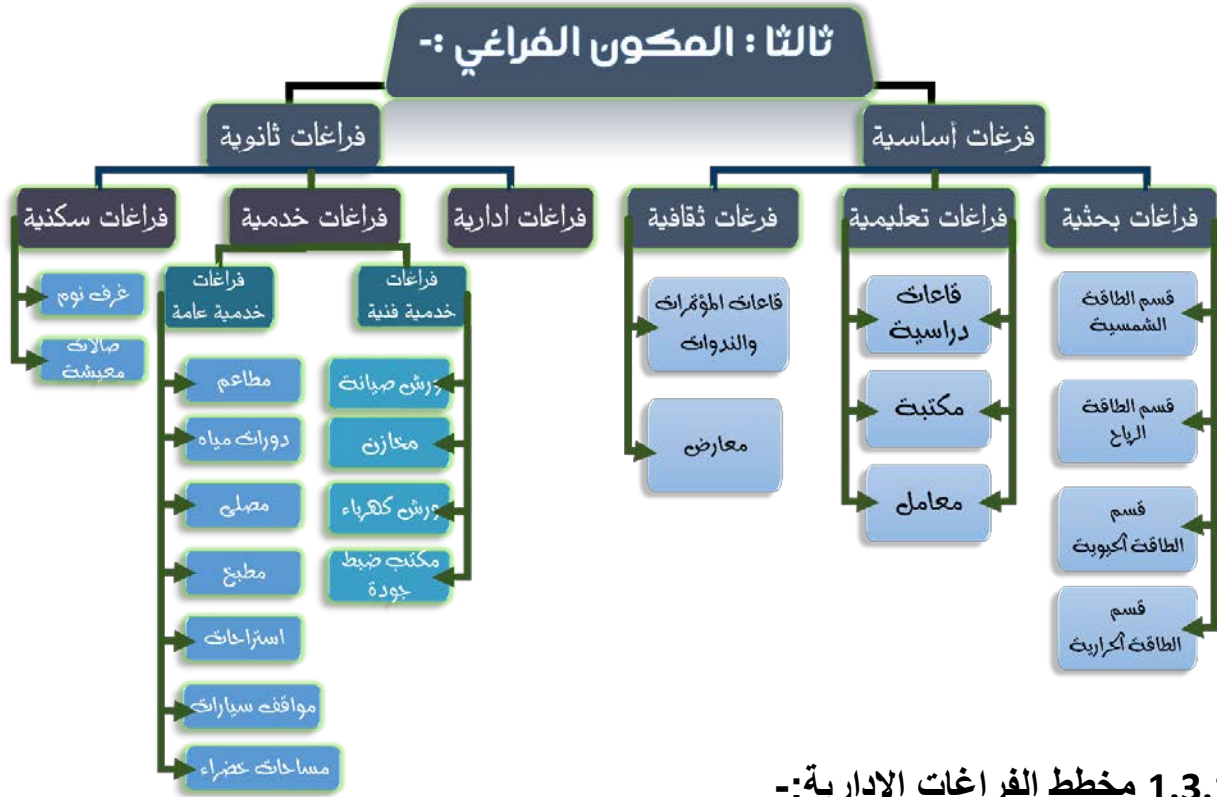 ثالثا : المكون الفراغي :-
فرغات أساسية
فراغات ثانوية
فراغات بحثية
فراغات تعليمية
فرغات ثقافية
فراغات ادارية
فراغات خدمية
فراغات سكنية
قسم الطاقة
الشمسية
قسم الطاقة
الرياح
قسم
الطاقة الحيوية
قسم
الطاقة الحرارية
قاعات
دراسية
مكتبة
معامل
قاعات المؤتمرات
والندوات
معارض
فراغات
خدمية فنية
ورش صيانة
مخازن
ورش كهرباء
مكتب ضبط
جودة
فراغات
خدمية عامة
مطاعم
دورات مياه
مصلى
مطبخ
استراحات
مواقف سيارات
مساحات خضراء
غرف نوم
صالات
معيشة
1.3. مخطط الفراغات الادارية:-